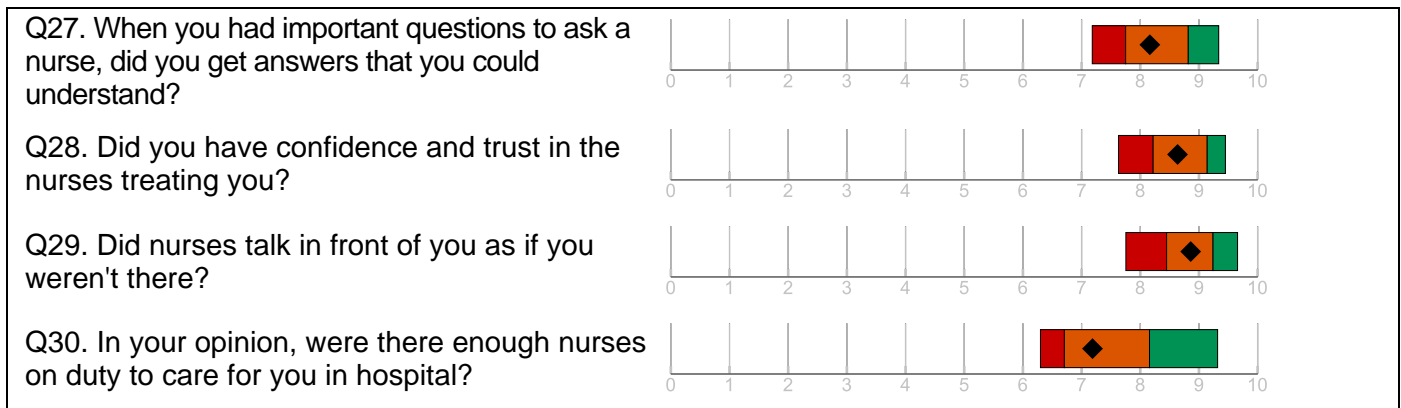 Q27. When you had important questions to ask a
nurse, did you get answers that you could
understand?
0 1 2 3 4 5 6 7 8 9 10
Q28. Did you have confidence and trust in the
nurses treating you?
0 1 2 3 4 5 6 7 8 9 10
Q29. Did nurses talk in front of you as if you
weren't there?
0 1 2 3 4 5 6 7 8 9 10
Q30. In your opinion, were there enough nurses
on duty to care for you in hospital?
0 1 2 3 4 5 6 7 8 9 10